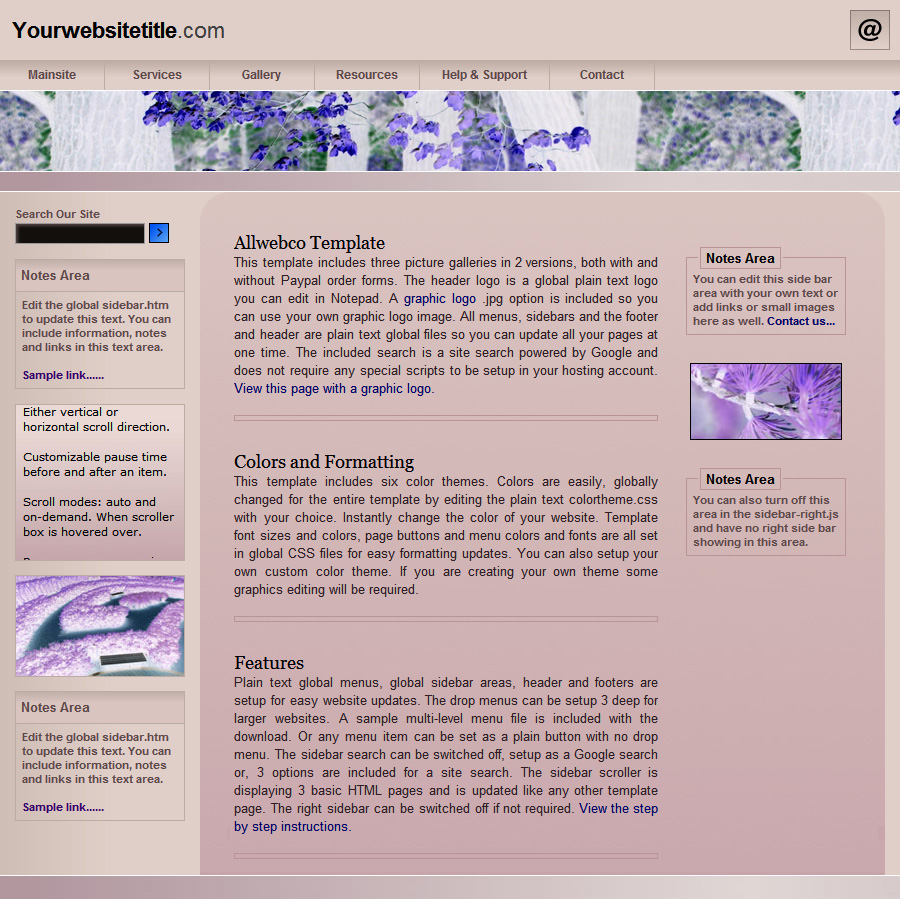 Yourwebsitetitle.com
@
Mainsite Services Gallery Resources Help & Support Contact
Search Our Site
>
Notes Area
Edit the global sidebar.htm
to update this text. You can
include information, notes
and links in this text area.
Sample link......
Either vertical or
horizontal scroll direction.
Customizable pause time
before and after an item.
Scroll modes: auto and
on-demand. When scroller
box is hovered over.
Notes Area
Edit the global sidebar.htm
to update this text. You can
include information, notes
and links in this text area.
Sample link......
Allwebco Template
This template includes three picture galleries in 2 versions, both with and
without Paypal order forms. The header logo is a global plain text logo
you can edit in Notepad. A graphic logo .jpg option is included so you
can use your own graphic logo image. All menus, sidebars and the footer
and header are plain text global files so you can update all your pages at
one time. The included search is a site search powered by Google and
does not require any special scripts to be setup in your hosting account.
View this page with a graphic logo.
Colors and Formatting
This template includes six color themes. Colors are easily, globally
changed for the entire template by editing the plain text colortheme.css
with your choice. Instantly change the color of your website. Template
font sizes and colors, page buttons and menu colors and fonts are all set
in global CSS files for easy formatting updates. You can also setup your
own custom color theme. If you are creating your own theme some
graphics editing will be required.
Features
Plain text global menus, global sidebar areas, header and footers are
setup for easy website updates. The drop menus can be setup 3 deep for
larger websites. A sample multi-level menu file is included with the
download. Or any menu item can be set as a plain button with no drop
menu. The sidebar search can be switched off, setup as a Google search
or, 3 options are included for a site search. The sidebar scroller is
displaying 3 basic HTML pages and is updated like any other template
page. The right sidebar can be switched off if not required. View the step
by step instructions.
Notes Area
You can edit this side bar
area with your own text or
add links or small images
here as well. Contact us...
Notes Area
You can also turn off this
area in the sidebar-right.js
and have no right side bar
showing in this area.